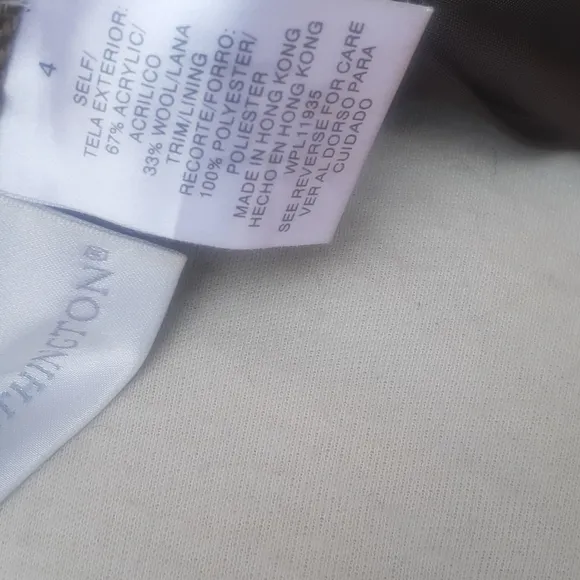 4
SELF/
TELA EXTERIOR:
67% ACRYLIC/
ACRILICO
33% WOOL/LANA
TRIM/LINING
RECORTE/FORRO:
100% POLYESTER/
POLIESTER
MADE IN HONG KONG
HECHO EN HONG KONG
WPL11935
SEE REVERSE FOR CARE
VER AL DORSO PARA
CUIDADO
THINGTON®